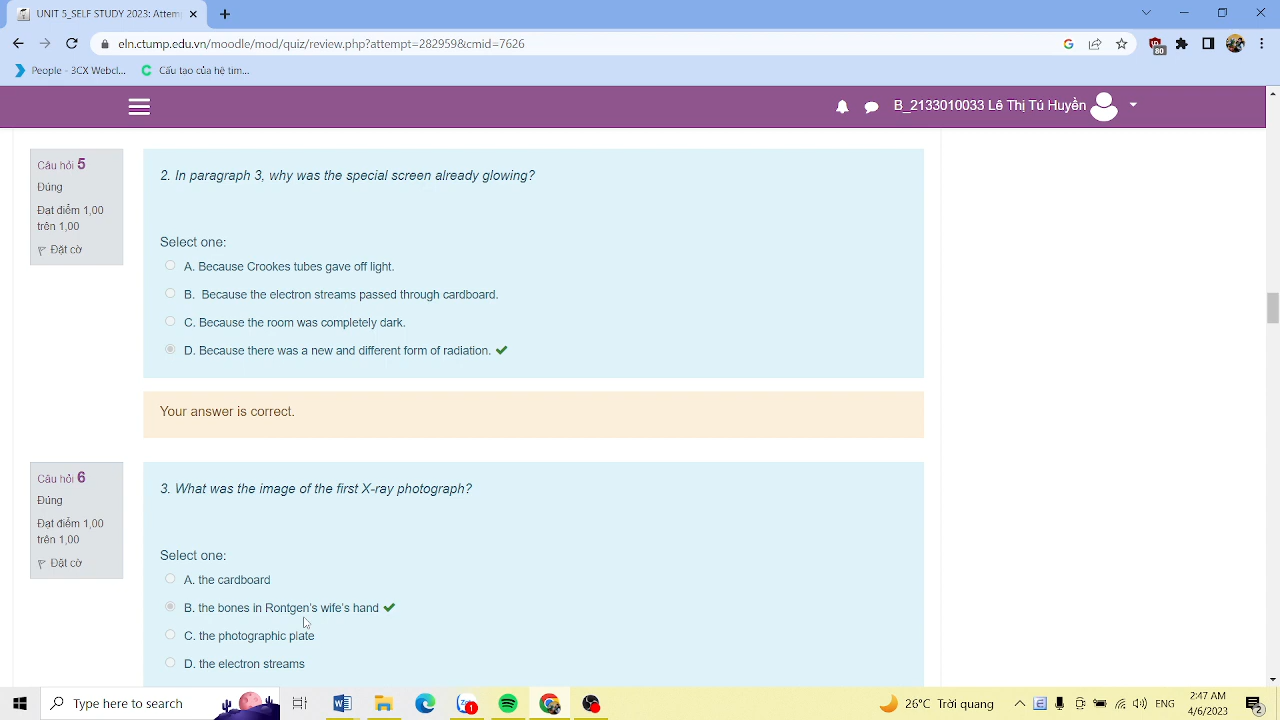 UNIT 5_SELF STUDY 2023: Attem
eln.ctump.edu.vn/moodle/mod/quiz/review.php?attempt=282959&cmid=7626
80
People - 3CX Webcl...
Cấu tạo của hệ tim...
B_2133010033 Lê Thị Tú Huyền
Câu hỏi 5
Đúng
Đạt điểm 1,00
trên 1,00
Đặt cờ
2. In paragraph 3, why was the special screen already glowing?
Select one:
A. Because Crookes tubes gave off light.
B. Because the electron streams passed through cardboard.
C. Because the room was completely dark.
D. Because there was a new and different form of radiation.
Your answer is correct.
Câu hỏi 6
Đúng
Đạt điểm 1,00
trên 1,00
Đặt cờ
3. What was the image of the first X-ray photograph?
Select one:
A. the cardboard
B. the bones in Rontgen's wife's hand
C. the photographic plate
D. the electron streams
Type here to search
1
26°C Trời quang
ENG
2:47 AM
4/6/2023
2